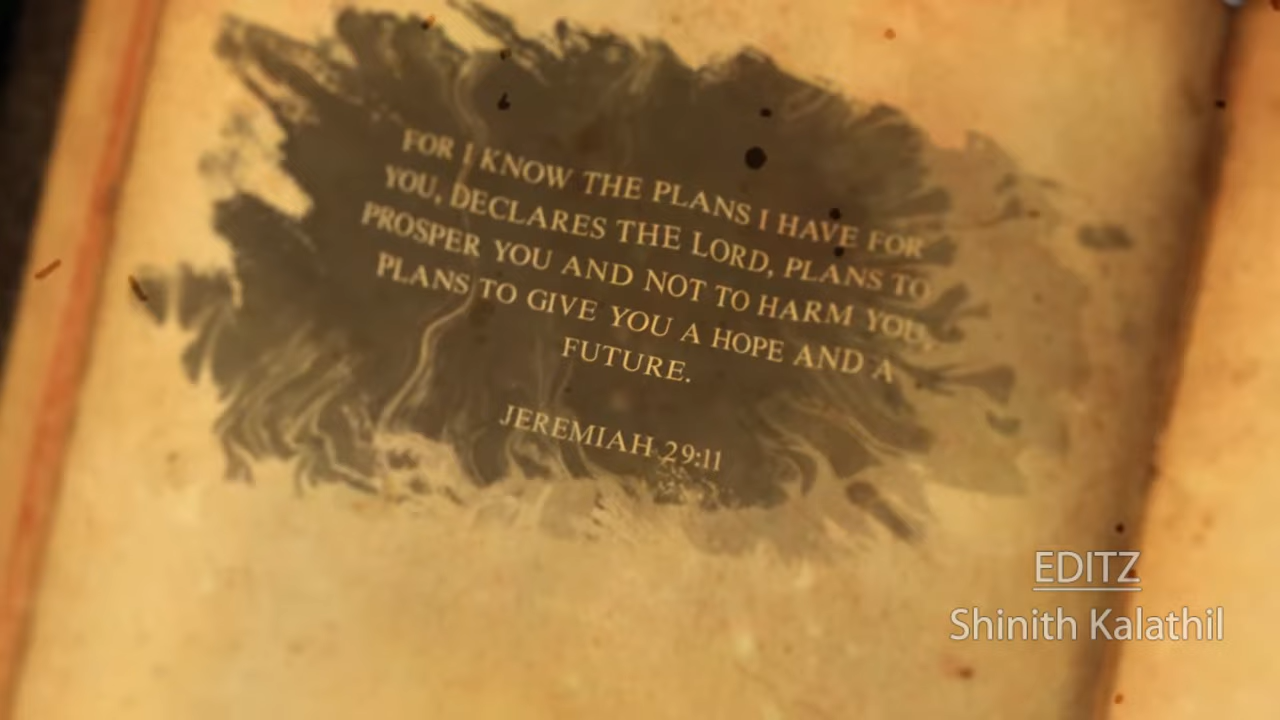 FOR I KNOW THE PLANS I HAVE FOR
YOU, DECLARES THE LORD, PLANS TO
PROSPER YOU AND NOT TO HARM YOU,
PLANS TO GIVE YOU A HOPE AND A
FUTURE.
JEREMIAH 29:11
EDITZ
Shinith Kalathil